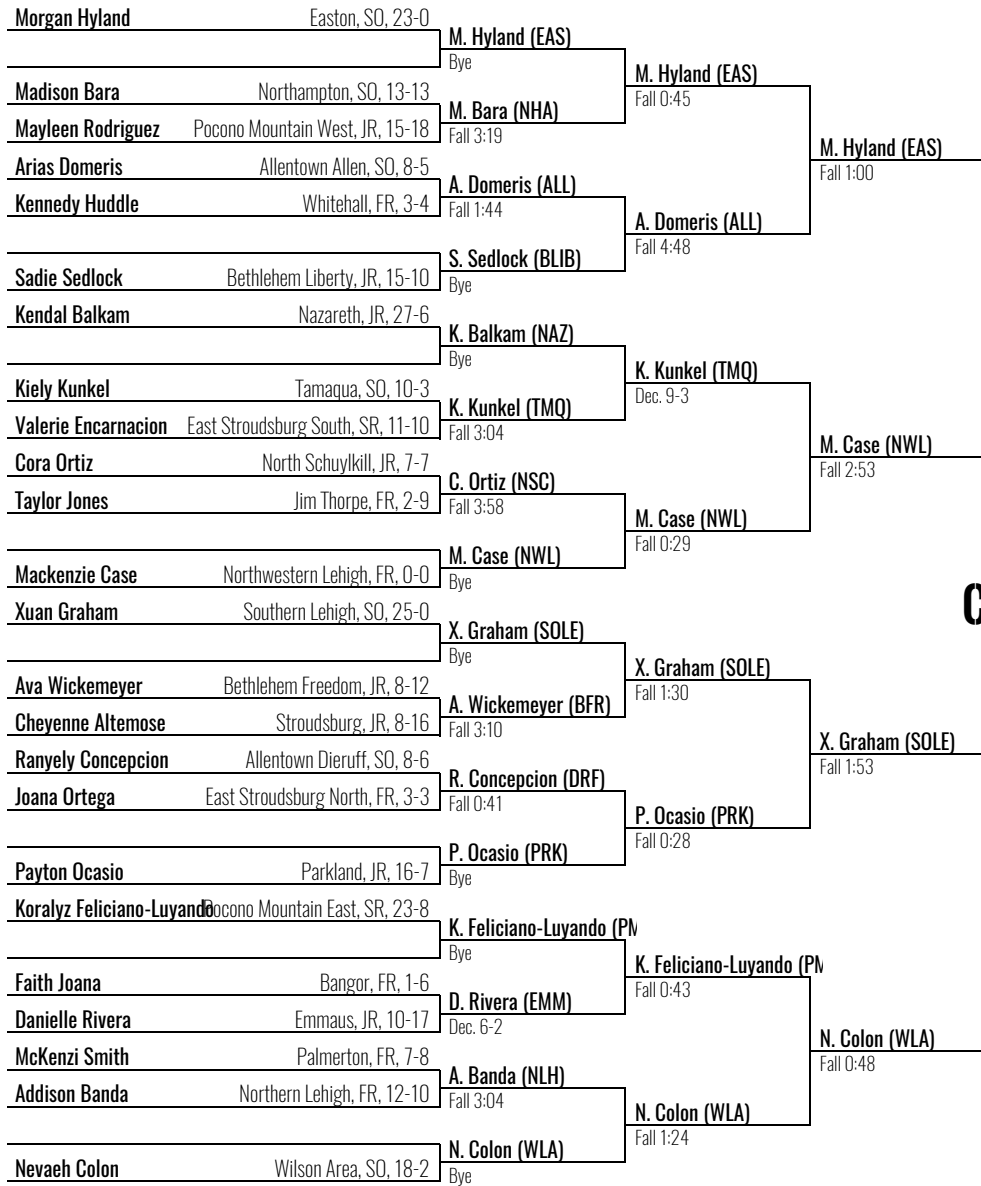 Morgan Hyland Easton, SO, 23-0
M. Hyland (EAS)
Bye
M. Hyland (EAS)
Fall 0:45
Madison Bara Northampton, SO, 13-13
M. Bara (NHA)
Fall 3:19
Mayleen Rodriguez Pocono Mountain West, JR, 15-18
M. Hyland (EAS)
Fall 1:00
Arias Domeris Allentown Allen, SO, 8-5
A. Domeris (ALL)
Fall 1:44
Kennedy Huddle Whitehall, FR, 3-4
A. Domeris (ALL)
Fall 4:48
S. Sedlock (BLIB)
Bye
Sadie Sedlock Bethlehem Liberty, JR, 15-10
Kendal Balkam Nazareth, JR, 27-6
K. Balkam (NAZ)
Bye
K. Kunkel (TMQ)
Dec. 9-3
Kiely Kunkel Tamaqua, SO, 10-3
K. Kunkel (TMQ)
Fall 3:04
Valerie Encarnacion East Stroudsburg South, SR, 11-10
M. Case (NWL)
Fall 2:53
Cora Ortiz North Schuylkill, JR, 7-7
C. Ortiz (NSC)
Fall 3:58
Taylor Jones Jim Thorpe, FR, 2-9
M. Case (NWL)
Fall 0:29
M. Case (NWL)
Bye
Mackenzie Case Northwestern Lehigh, FR, 0-0
Xuan Graham Southern Lehigh, SO, 25-0
X. Graham (SOLE)
Bye
X. Graham (SOLE)
Fall 1:30
Ava Wickemeyer Bethlehem Freedom, JR, 8-12
A. Wickemeyer (BFR)
Fall 3:10
Cheyenne Altemose Stroudsburg, JR, 8-16
X. Graham (SOLE)
Fall 1:53
Ranyely Concepcion Allentown Dieruff, SO, 8-6
R. Concepcion (DRF)
Fall 0:41
Joana Ortega East Stroudsburg North, FR, 3-3
P. Ocasio (PRK)
Fall 0:28
P. Ocasio (PRK)
Bye
Payton Ocasio Parkland, JR, 16-7
Koralyz Feliciano-Luyando Pocono Mountain East, SR, 23-8
K. Feliciano-Luyando (PM
Bye
K. Feliciano-Luyando (PM
Fall 0:43
Faith Joana Bangor, FR, 1-6
D. Rivera (EMM)
Dec. 6-2
Danielle Rivera Emmaus, JR, 10-17
N. Colon (WLA)
Fall 0:48
McKenzi Smith Palmerton, FR, 7-8
A. Banda (NLH)
Fall 3:04
Addison Banda Northern Lehigh, FR, 12-10
N. Colon (WLA)
Fall 1:24
N. Colon (WLA)
Bye
Nevaeh Colon Wilson Area, SO, 18-2